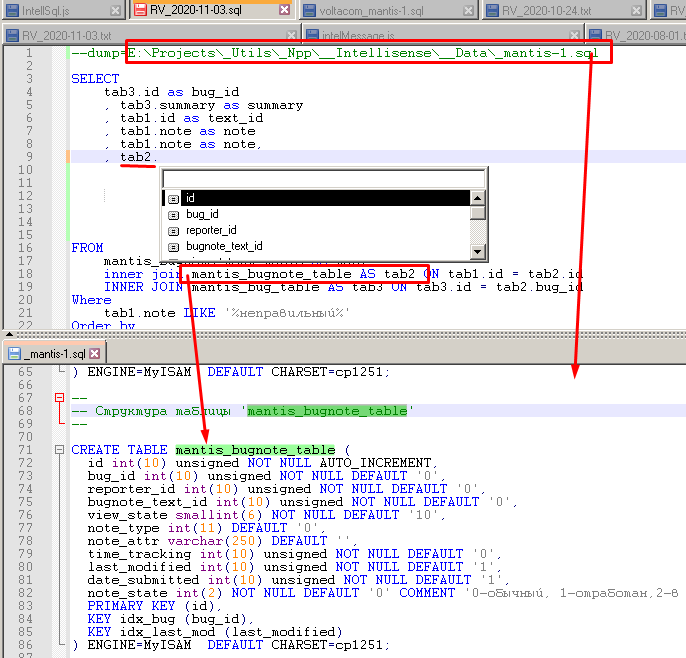 IntellSql.js RV_2020-11-03.sql voltacom_mantis-1.sql RV_2020-10-24.txt RV
RV_2020-11-03.txt intelMessage.js RV_2020-08-01.t
1 --dump=E:\Projects\_Utils\_Npp\__Intellisense\__Data\_mantis-1.sql
2
3 SELECT
4 tab3.id as bug_id
5 , tab3.summary as summary
6 , tab1.id as text_id
7 , tab1.note as note
8 , tab1.note as note,
9 , tab2.
10
11
12
13
14
15
id
bug_id
reporter_id
bugnote_text_id
16 FROM
17
18 inner join mantis_bugnote_table AS tab2 ON tab1.id = tab2.id
19 INNER JOIN mantis_bug_table AS tab3 ON tab3.id = tab2.bug_id
20 Where
21 tab1.note LIKE '%неправильный%'
22 Order by
_mantis-1.sql
65 ) ENGINE=MyISAM DEFAULT CHARSET=cp1251;
66
67 --
68 -- Структура таблицы 'mantis_bugnote_table'
69 --
70
71 CREATE TABLE mantis_bugnote_table (
72 id int(10) unsigned NOT NULL AUTO_INCREMENT,
73 bug_id int(10) unsigned NOT NULL DEFAULT '0',
74 reporter_id int(10) unsigned NOT NULL DEFAULT '0',
75 bugnote_text_id int(10) unsigned NOT NULL DEFAULT '0',
76 view_state smallint(6) NOT NULL DEFAULT '10',
77 note_type int(11) DEFAULT '0',
78 note_attr varchar(250) DEFAULT '',
79 time_tracking int(10) unsigned NOT NULL DEFAULT '0',
80 last_modified int(10) unsigned NOT NULL DEFAULT '1',
81 date_submitted int(10) unsigned NOT NULL DEFAULT '1',
82 note_state int(2) NOT NULL DEFAULT '0' COMMENT '0-обычный, 1-отработан,2-в
83 PRIMARY KEY (id),
84 KEY idx_bug (bug_id),
85 KEY idx_last_mod (last_modified)
86 ) ENGINE=MyISAM DEFAULT CHARSET=cp1251;
87